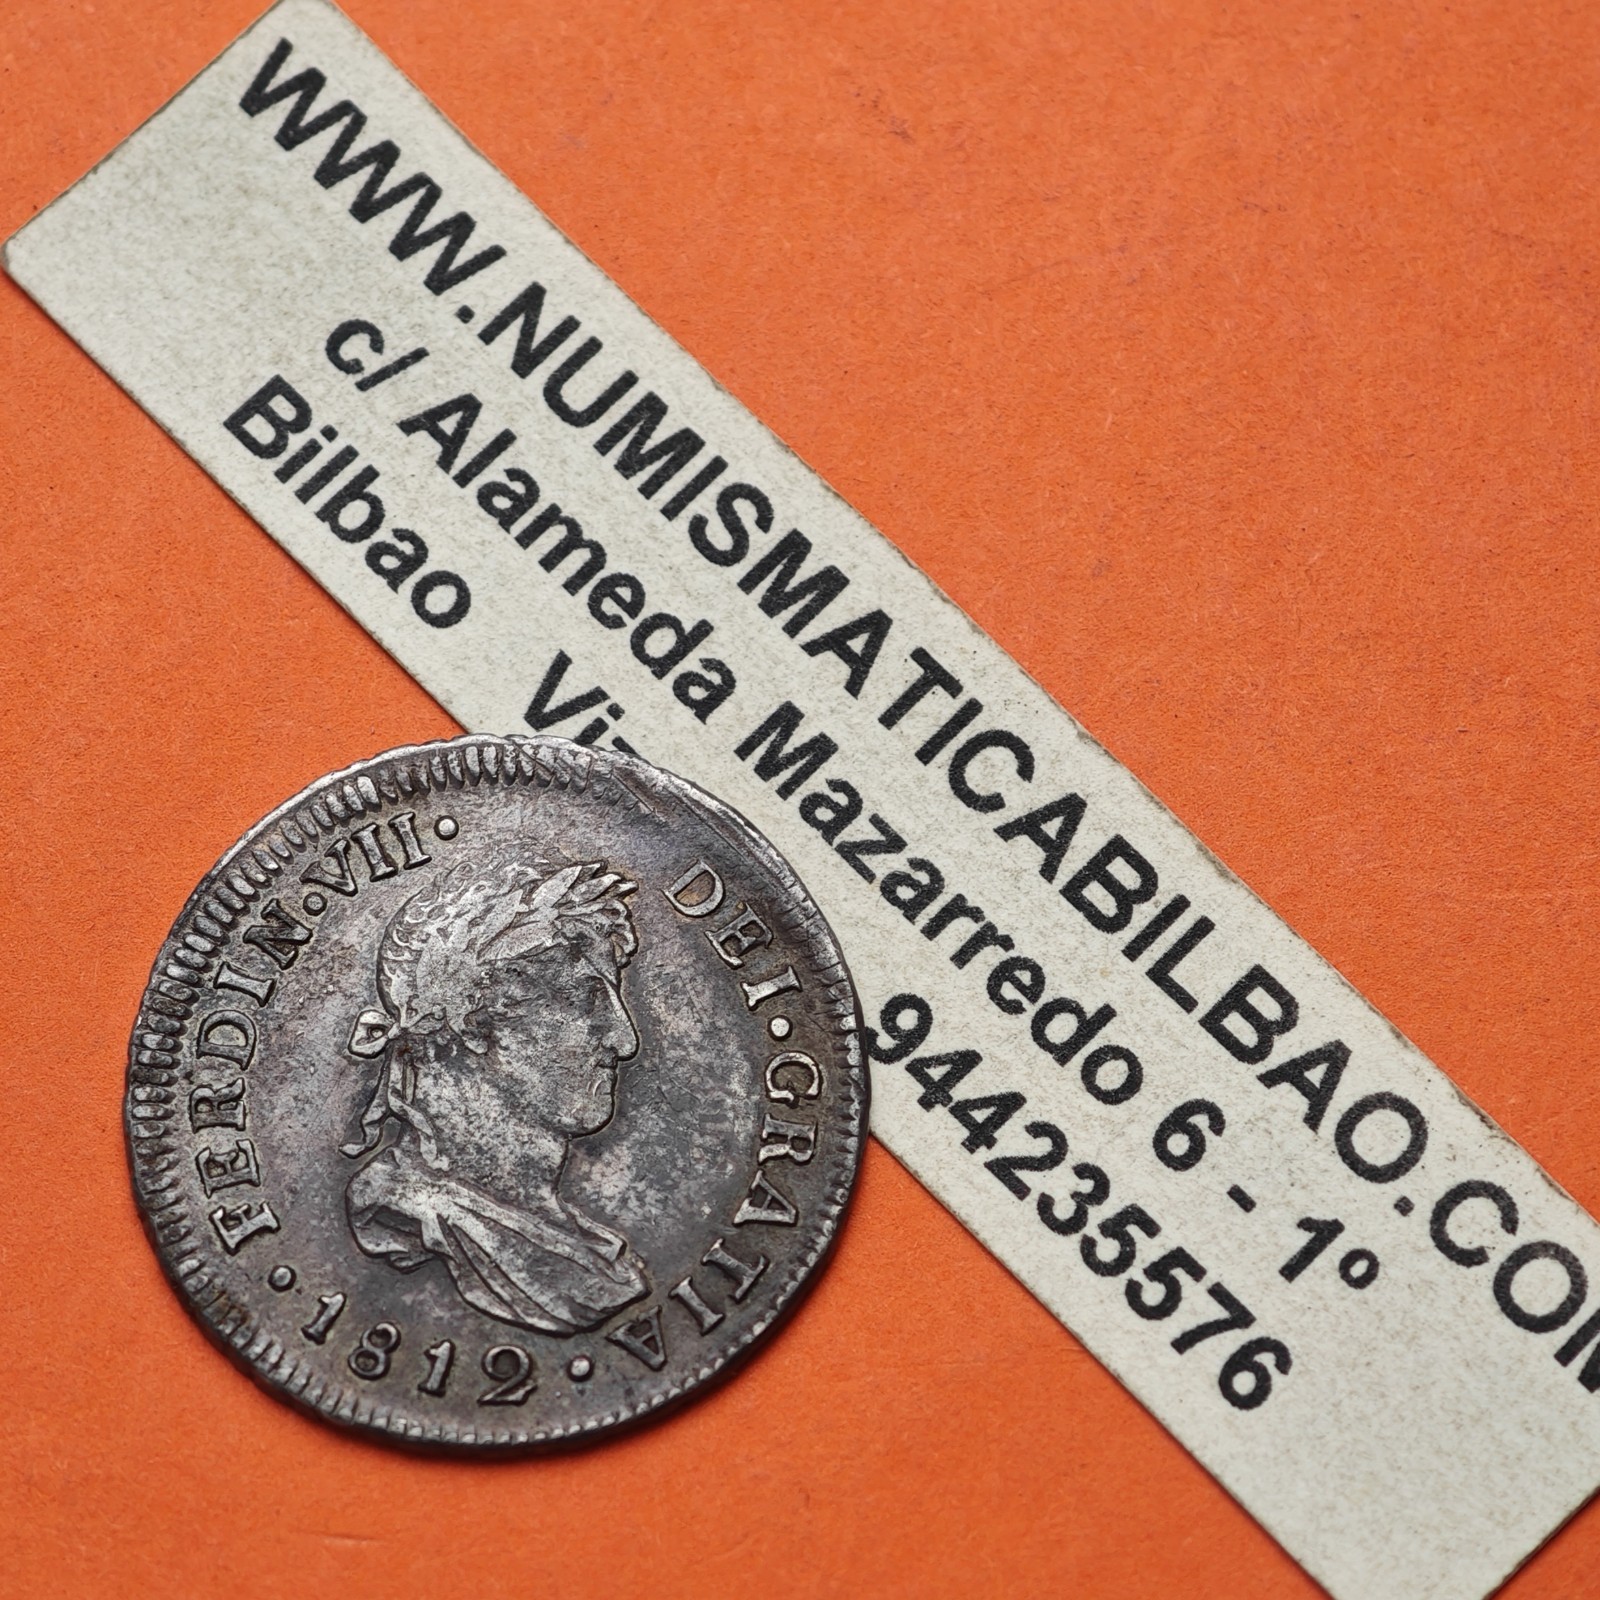 WWW.NUMISMATICABILBAO.COM
c/ Alameda Mazarredo 6 - 1º
Bilbao 944235576
FERDIN·VII· DEI·GRATIA
·1812·